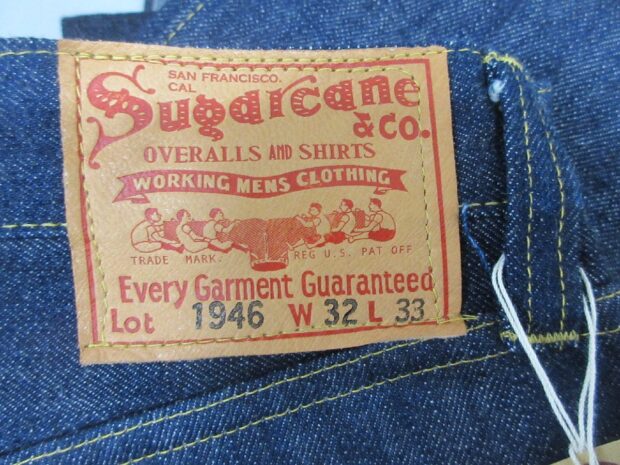 SAN FRANCISCO.
CAL
Sugarcane
& CO.
OVERALLS AND SHIRTS
WORKING MENS CLOTHING
TRADE MARK. REG U.S. PAT OFF
Every Garment Guaranteed
Lot 1946 W 32 L 33